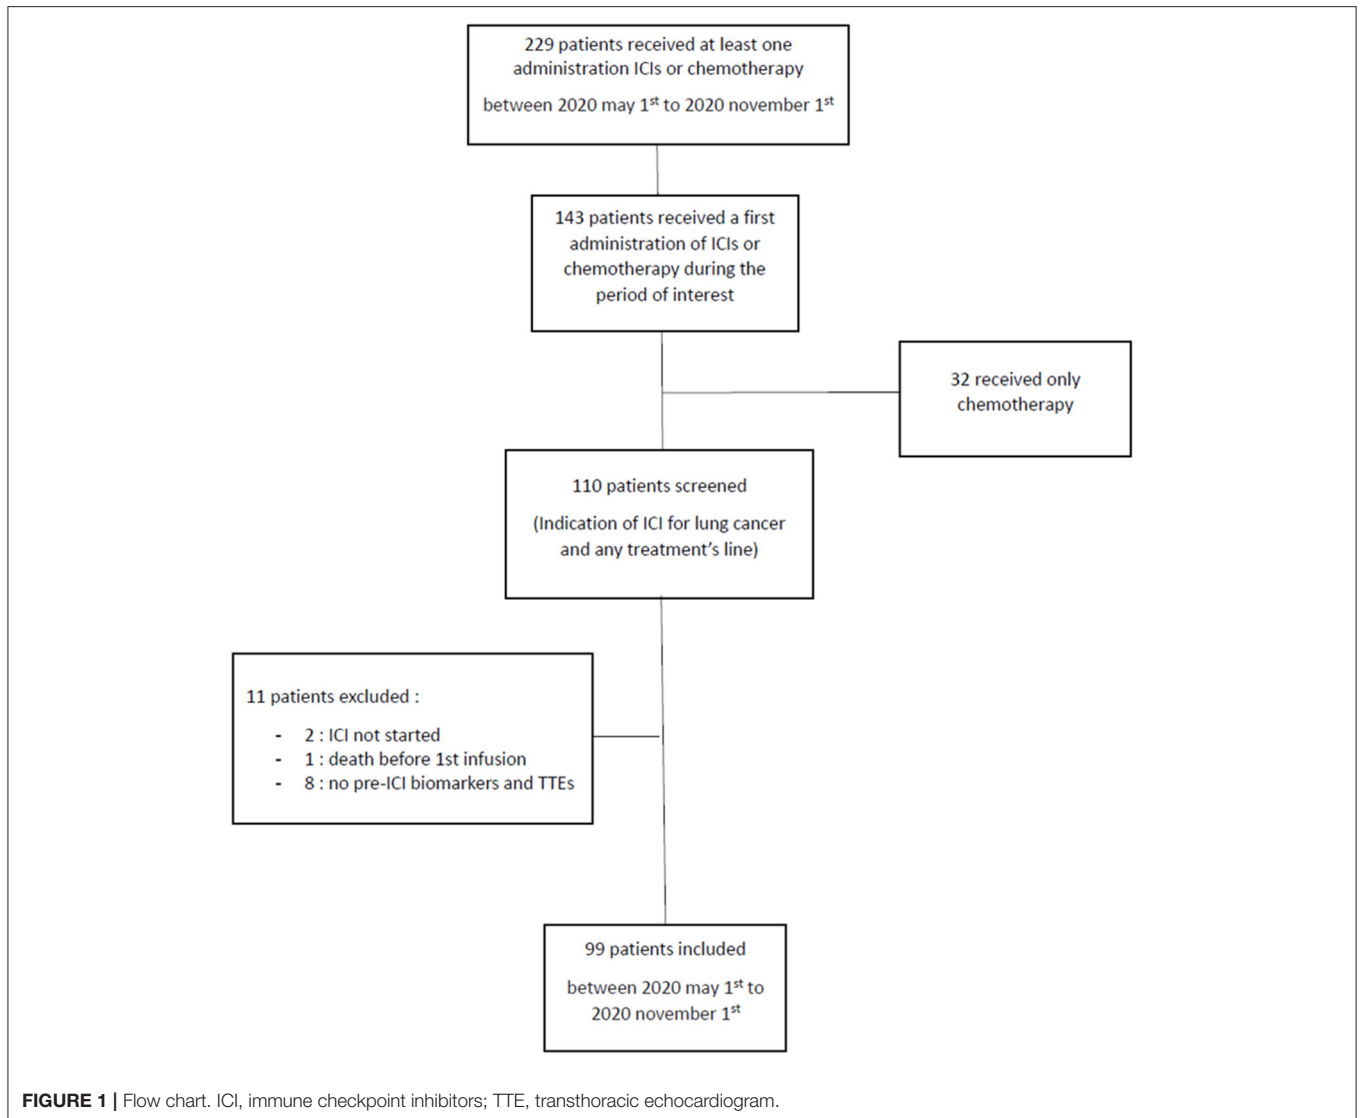 229 patients received at least one
administration ICIs or chemotherapy
between 2020 may 1st to 2020 november 1st
143 patients received a first
administration of ICIs or
chemotherapy during the
period of interest
32 received only
chemotherapy
110 patients screened
(Indication of ICI for lung cancer
and any treatment's line)
11 patients excluded :
- 2 : ICI not started
- 1 : death before 1st infusion
- 8 : no pre-ICI biomarkers and TTEs
99 patients included
between 2020 may 1st to
2020 november 1st
FIGURE 1 | Flow chart. ICI, immune checkpoint inhibitors; TTE, transthoracic echocardiogram.